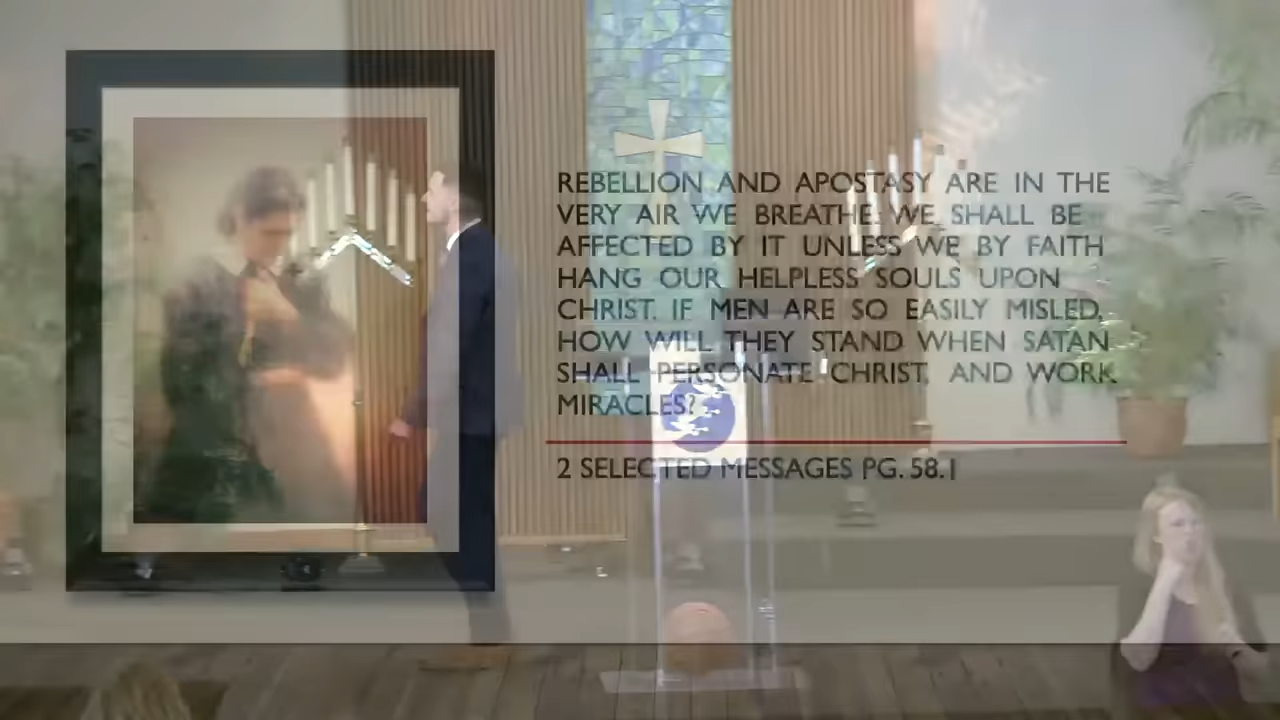 REBELLION AND APOSTASY ARE IN THE
VERY AIR WE BREATHE. WE SHALL BE
AFFECTED BY IT UNLESS WE BY FAITH
HANG OUR HELPLESS SOULS UPON
CHRIST. IF MEN ARE SO EASILY MISLED,
HOW WILL THEY STAND WHEN SATAN
SHALL PERSONATE CHRIST, AND WORK
MIRACLES?
2 SELECTED MESSAGES PG. 58.1